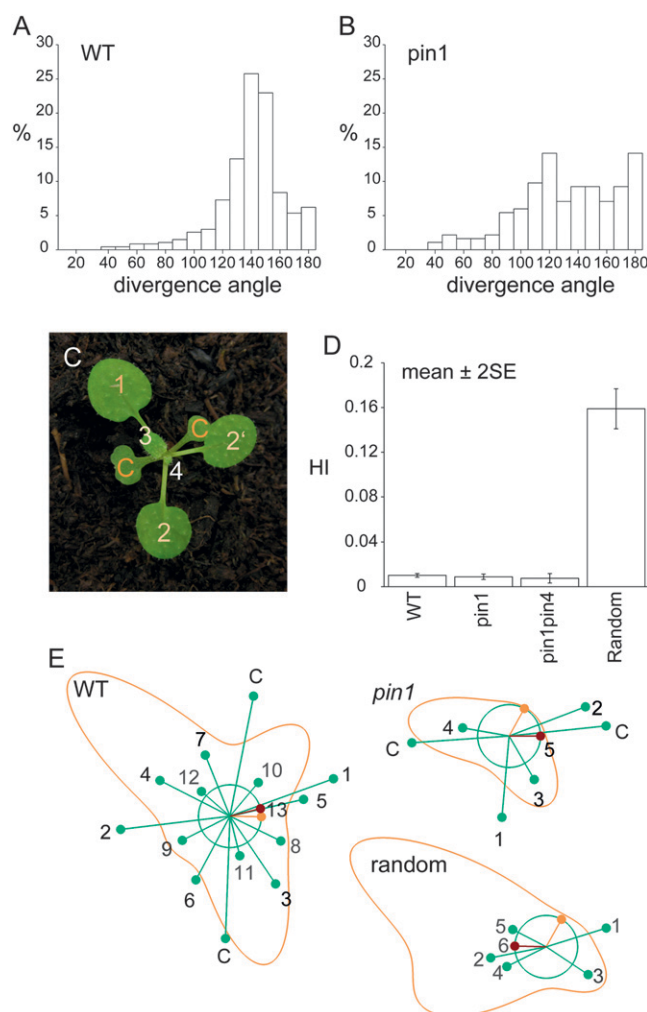 A
WT
30
25
20
15
10
5
0
%
20 60 100 140 180
40 80 120 160
divergence angle
B
pin1
30
25
20
15
10
5
0
%
20 60 100 140 180
40 80 120 160
divergence angle
C
1
3
C
2'
C
4
2
D
mean ± 2SE
0.2
0.16
0.12
0.08
0.04
0
HI
WT
pin1
pin1pin4
Random
E
WT
C
7
10
4
12
1
13
5
2
9
8
11
6
3
C
pin1
2
4
C
C
5
3
1
random
5
1
6
2
4
3